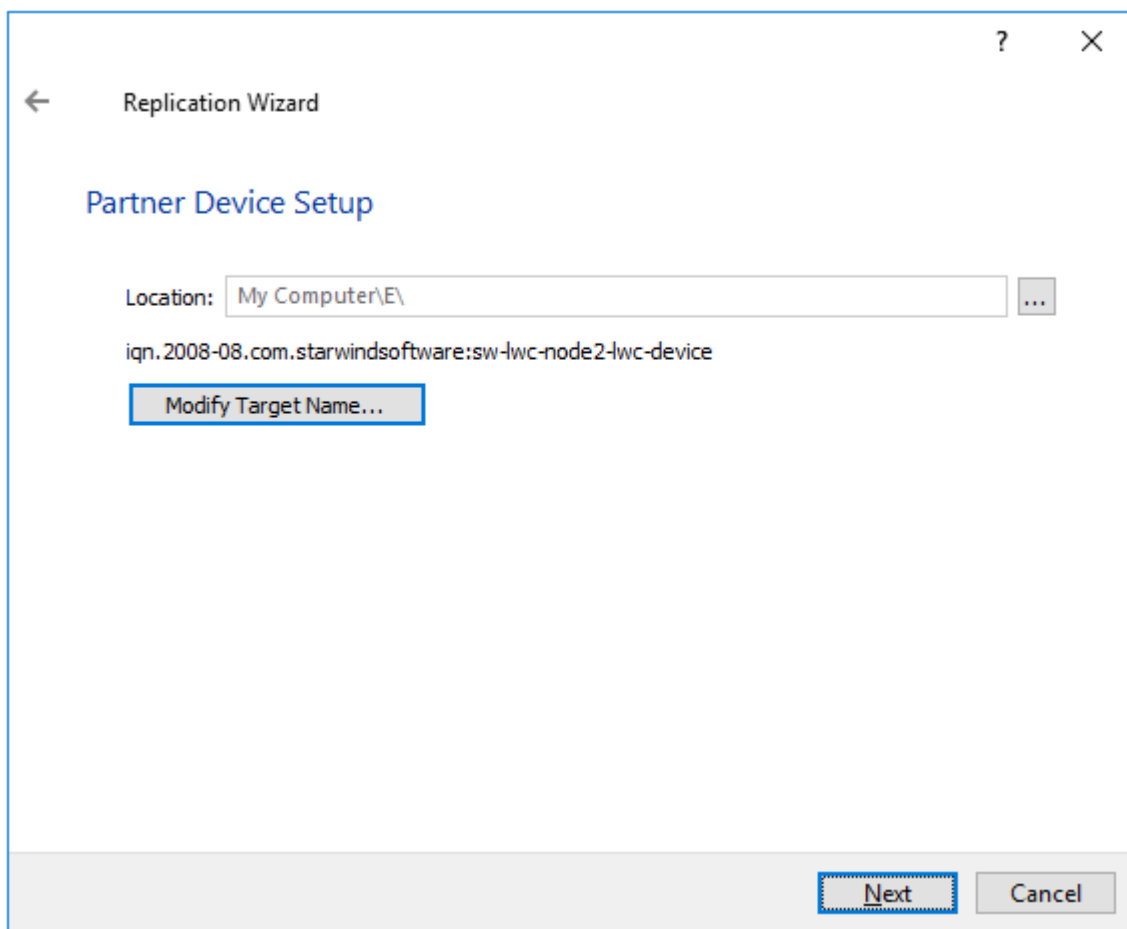 ?
Replication Wizard
Partner Device Setup
Location: My Computer\E\ ...
iqn.2008-08.com.starwindsoftware:sw-lwc-node2-lwc-device
Modify Target Name...
Next Cancel